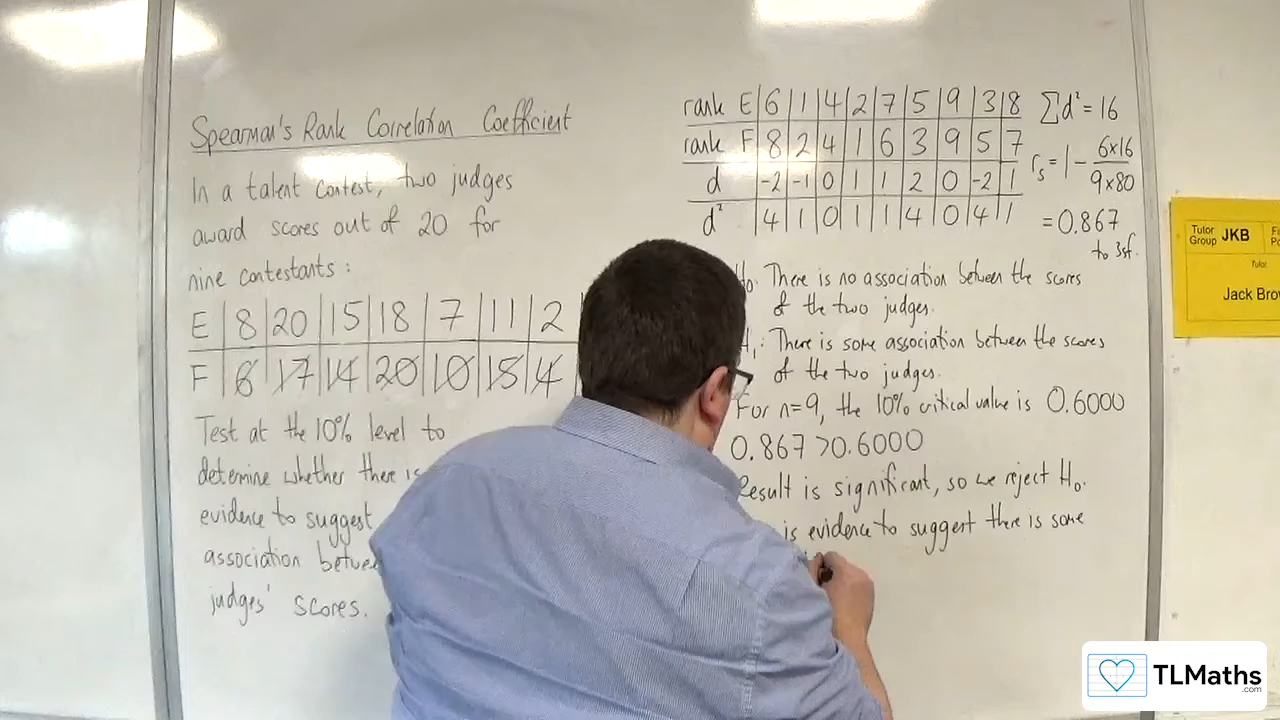 Spearman's Rank Correlation Coefficient
In a talent contest, two judges
award scores out of 20 for
nine contestants:
E 8 20 15 18 7 11 2
F 6 17 14 20 10 15 4
Test at the 10% level to
determine whether there is
evidence to suggest
association
judges' scores.
rank E 6 1 4 2 7 5 9 3 8
rank F 8 2 4 1 6 3 9 5 7
d -2 -1 0 1 1 2 0 -2 1
d² 4 1 0 1 1 4 0 4 1
Σd² = 16
rₛ = 1 - 6×16/9×80
= 0.867
to 3sf.
H₀: There is no association between the scores
of the two judges.
H₁: There is some association between the scores
of the two judges.
For n=9, the 10% critical value is 0.6000
0.867 > 0.6000
Result is significant, so we reject H₀.
is evidence to suggest there is some
Tutor
Group JKB
Tutor
Jack Bro
TLMaths
.com